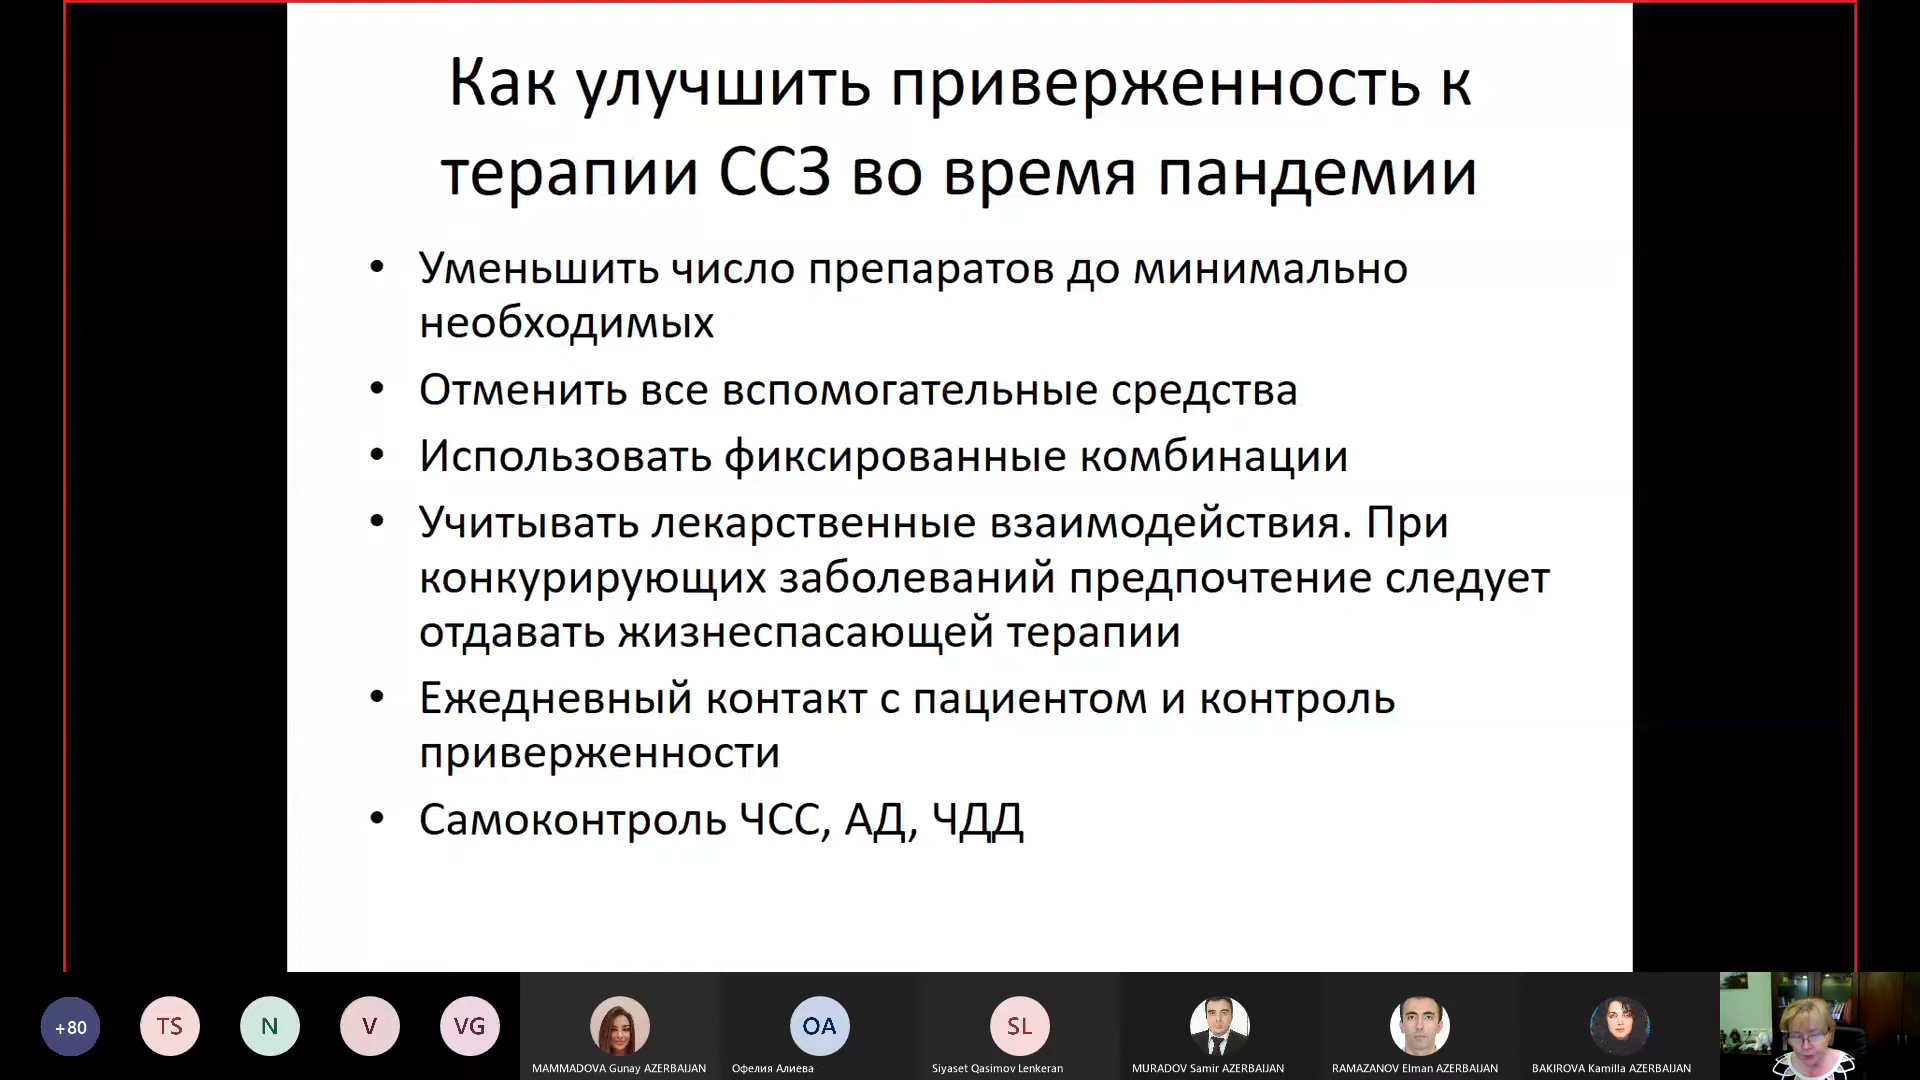 Как улучшить приверженность к
терапии ССЗ во время пандемии
• Уменьшить число препаратов до минимально
необходимых
• Отменить все вспомогательные средства
• Использовать фиксированные комбинации
• Учитывать лекарственные взаимодействия. При
конкурирующих заболеваний предпочтение следует
отдавать жизнеспасающей терапии
• Ежедневный контакт с пациентом и контроль
приверженности
• Самоконтроль ЧСС, АД, ЧДД
+80
TS
N
V
VG
OA
SL
MAMMADOVA Gunay AZERBAIJAN
Офелия Алиева
Siyaset Qasimov Lenkeran
MURADOV Samir AZERBAIJAN
RAMAZANOV Elman AZERBAIJAN
BAKIROVA Kamilla AZERBAIJAN